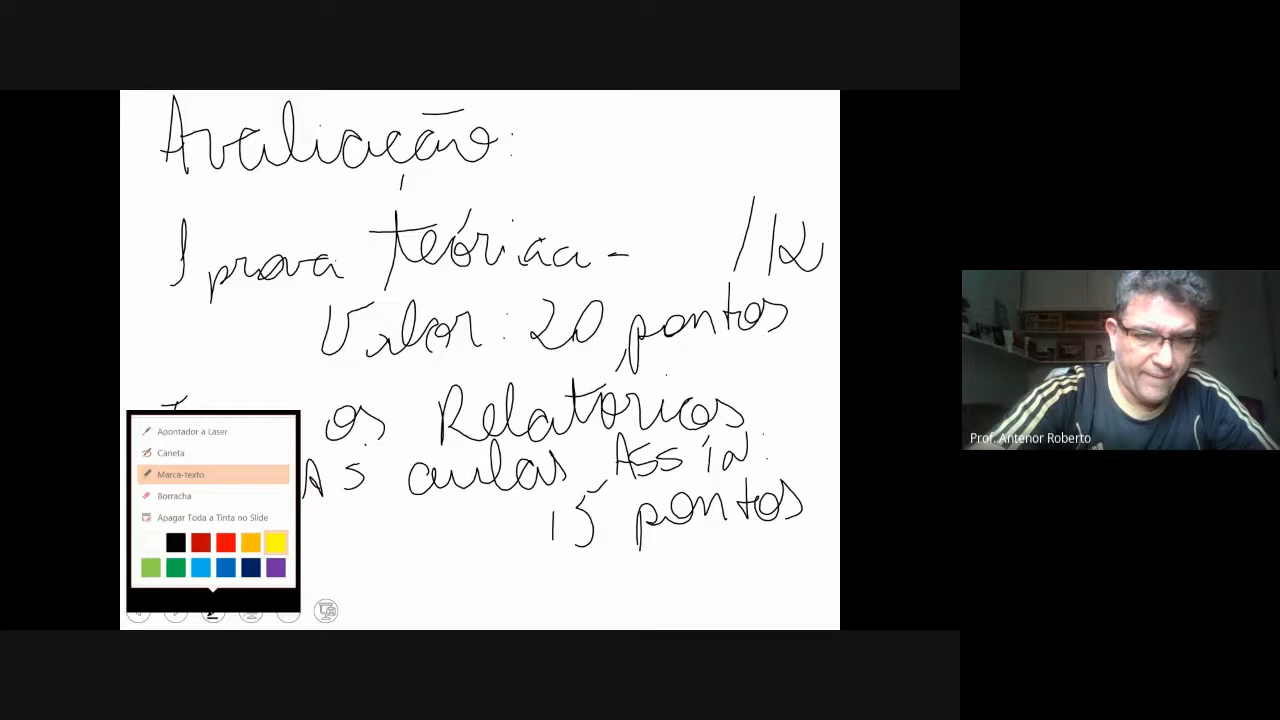 Avaliação:
1 prova teórica - /12
Valor: 20 pontos
os Relatórios
As aulas Assín:
15 pontos
Apontador a Laser
Caneta
Marca-texto
Borracha
Apagar Toda a Tinta no Slide
Prof. Antenor Roberto